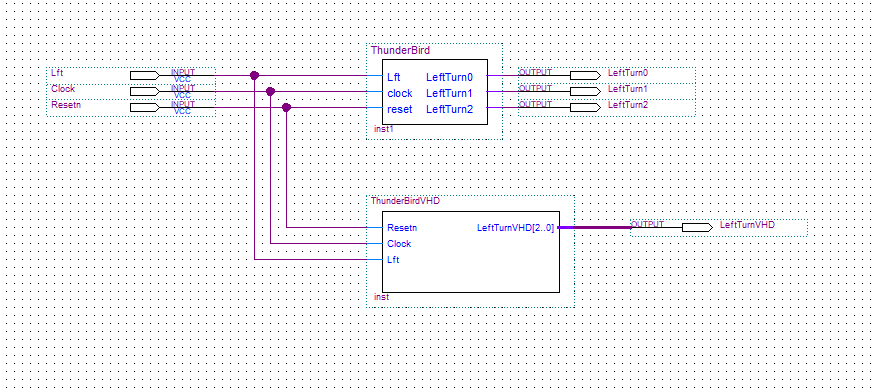 ThunderBird
Lft INPUT VCC Lft LeftTurn0 OUTPUT LeftTurn0
Clock INPUT VCC clock LeftTurn1 OUTPUT LeftTurn1
Resetn INPUT VCC reset LeftTurn2 OUTPUT LeftTurn2
inst1
ThunderBirdVHD
Resetn LeftTurnVHD[2..0] OUTPUT LeftTurnVHD
Clock
Lft
inst